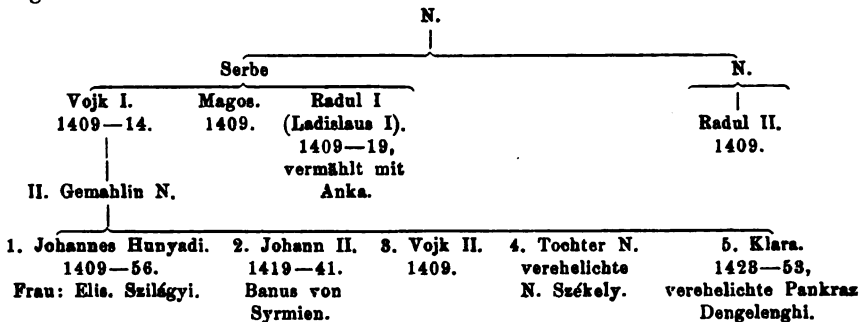 N.
Serbe N.
Vojk I. Magos. Radul I
1409—14. 1409. (Ladislaus I). Radul II.
1409—19, 1409.
vermählt mit
II. Gemahlin N. Anka.
1. Johannes Hunyadi. 2. Johann II. 3. Vojk II. 4. Tochter N. 5. Klara.
1409—56. 1419—41. 1409. verehelichte 1428—53,
Frau: Elis. Szilágyi. Banus von N. Székely. verehelichte Pankraz
Syrmien. Dengelenghi.